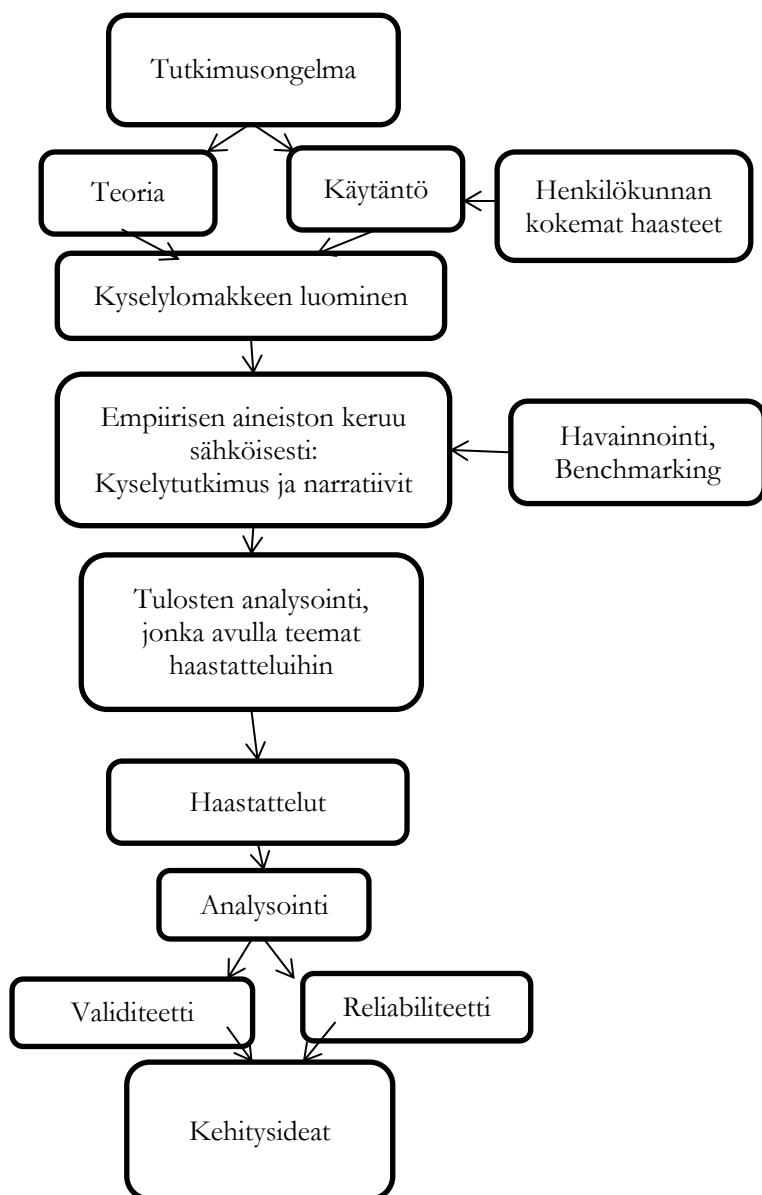 Tutkimusongelma
Teoria
Käytäntö
Henkilökunnan
kokemat haasteet
Kyselylomakkeen luominen
Empiirisen aineiston keruu
sähköisesti:
Kyselytutkimus ja narratiivit
Havainnointi,
Benchmarking
Tulosten analysointi,
jonka avulla teemat
haastatteluihin
Haastattelut
Analysointi
Validiteetti
Reliabiliteetti
Kehitysideat